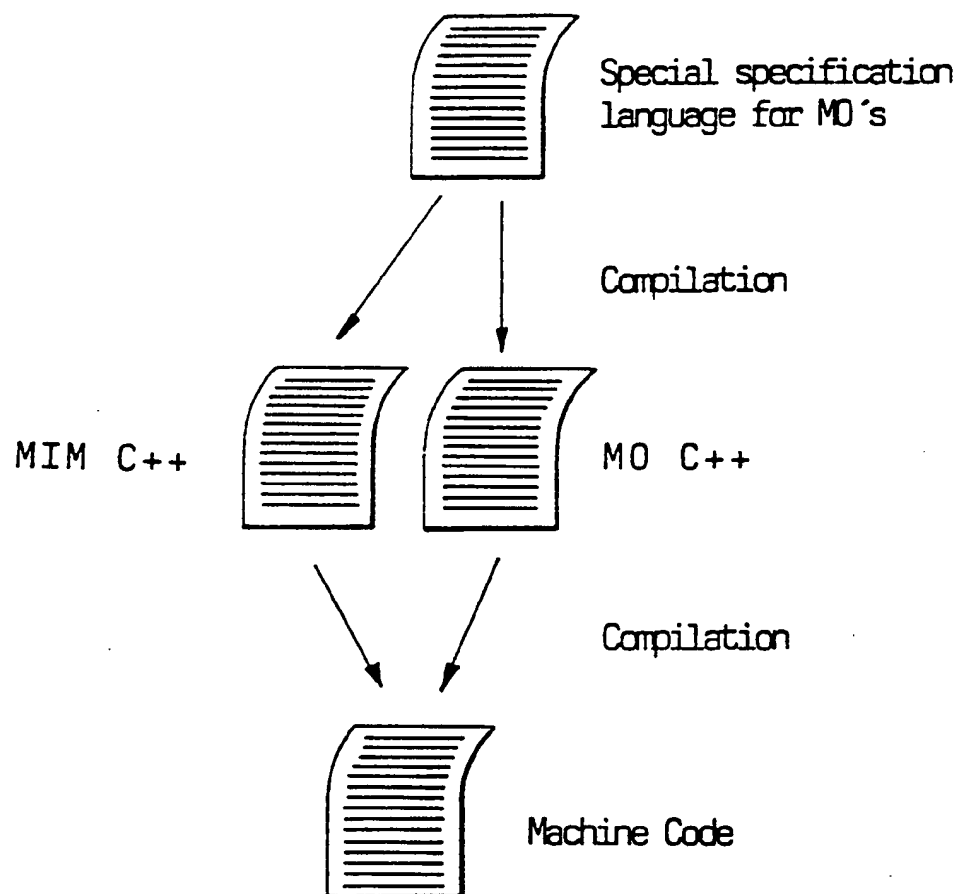 Special specification
language for MO´s
Compilation
MIM C++
MO C++
Compilation
Machine Code